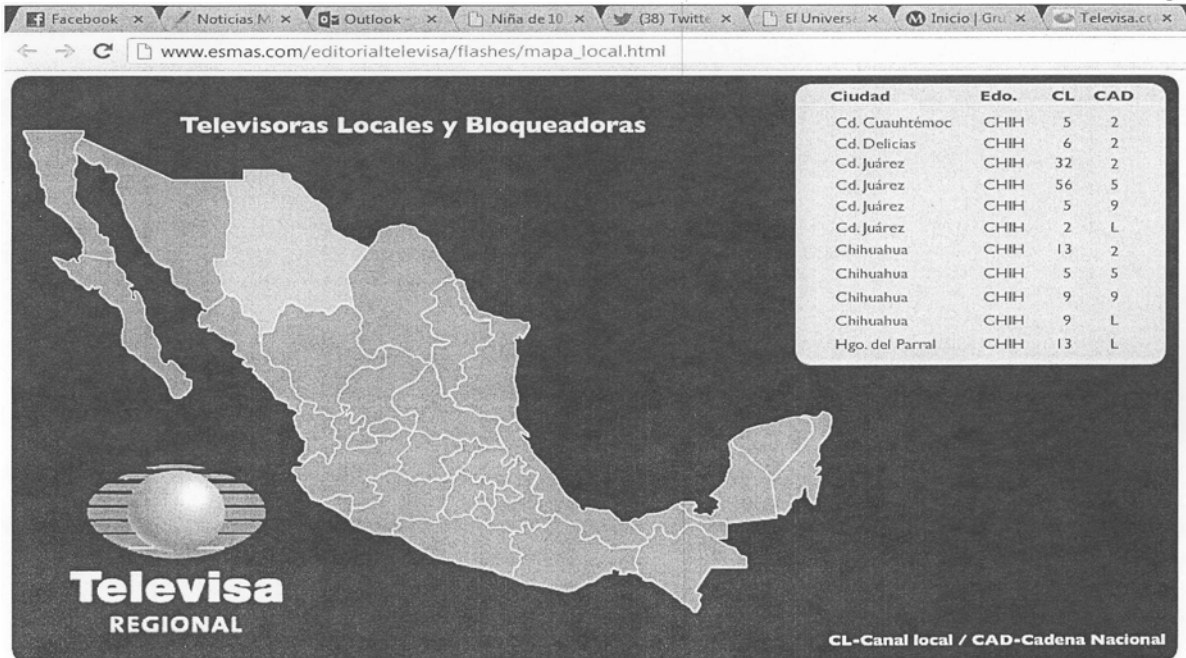 Facebook × Noticias M × Outlook - × Niña de 10 × (38) Twitte × El Universa × Inicio | Gru × Televisa.co ×
www.esmas.com/editorialtelevisa/flashes/mapa_local.html
Televisoras Locales y Bloqueadoras
Ciudad Edo. CL CAD
Cd. Cuauhtémoc CHIH 5 2
Cd. Delicias CHIH 6 2
Cd. Juárez CHIH 32 2
Cd. Juárez CHIH 56 5
Cd. Juárez CHIH 5 9
Cd. Juárez CHIH 2 L
Chihuahua CHIH 13 2
Chihuahua CHIH 5 5
Chihuahua CHIH 9 9
Chihuahua CHIH 9 L
Hgo. del Parral CHIH 13 L
Televisa
REGIONAL
CL-Canal local / CAD-Cadena Nacional